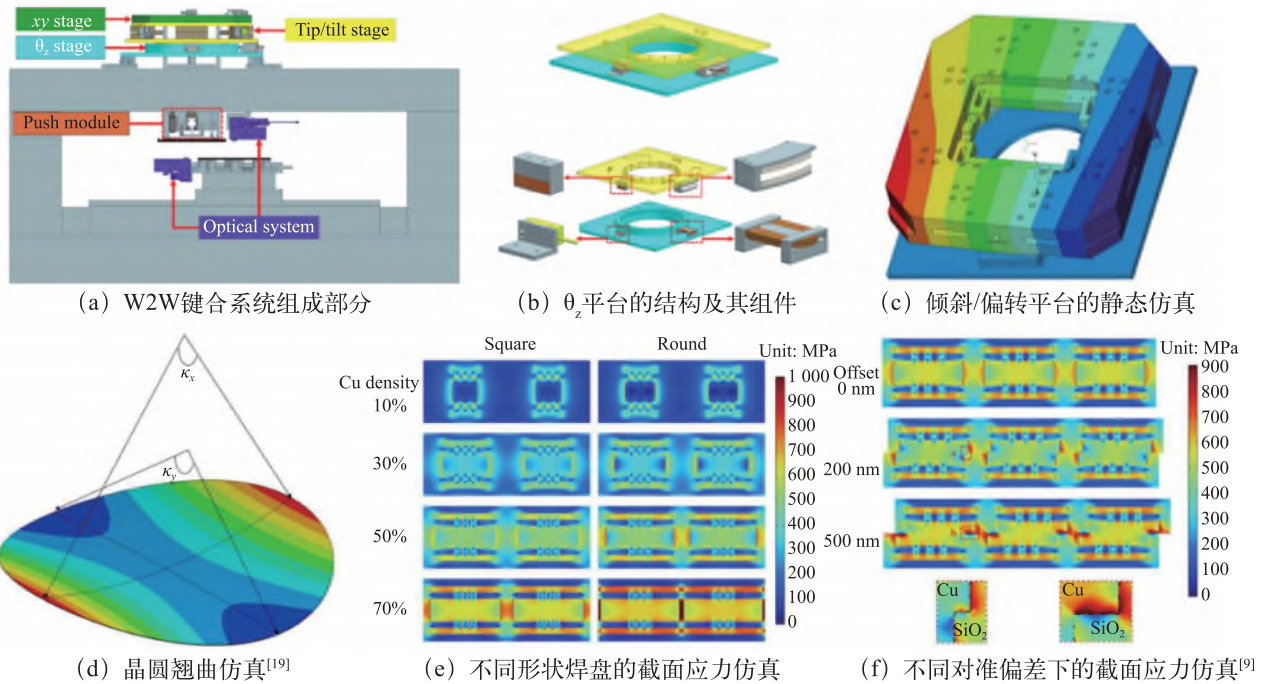 xy stage
Tip/tilt stage
θz stage
Push module
Optical system
(a) W2W键合系统组成部分
(b) θz平台的结构及其组件
(c) 倾斜/偏转平台的静态仿真
κx
κy
(d) 晶圆翘曲仿真[19]
Square
Round
Unit: MPa
Cu density
10%
30%
50%
70%
1 000
900
800
700
600
500
400
300
200
100
0
(e) 不同形状焊盘的截面应力仿真
Unit: MPa
Offset
0 nm
200 nm
500 nm
900
800
700
600
500
400
300
200
100
0
Cu
SiO2
Cu
SiO2
(f) 不同对准偏差下的截面应力仿真[9]